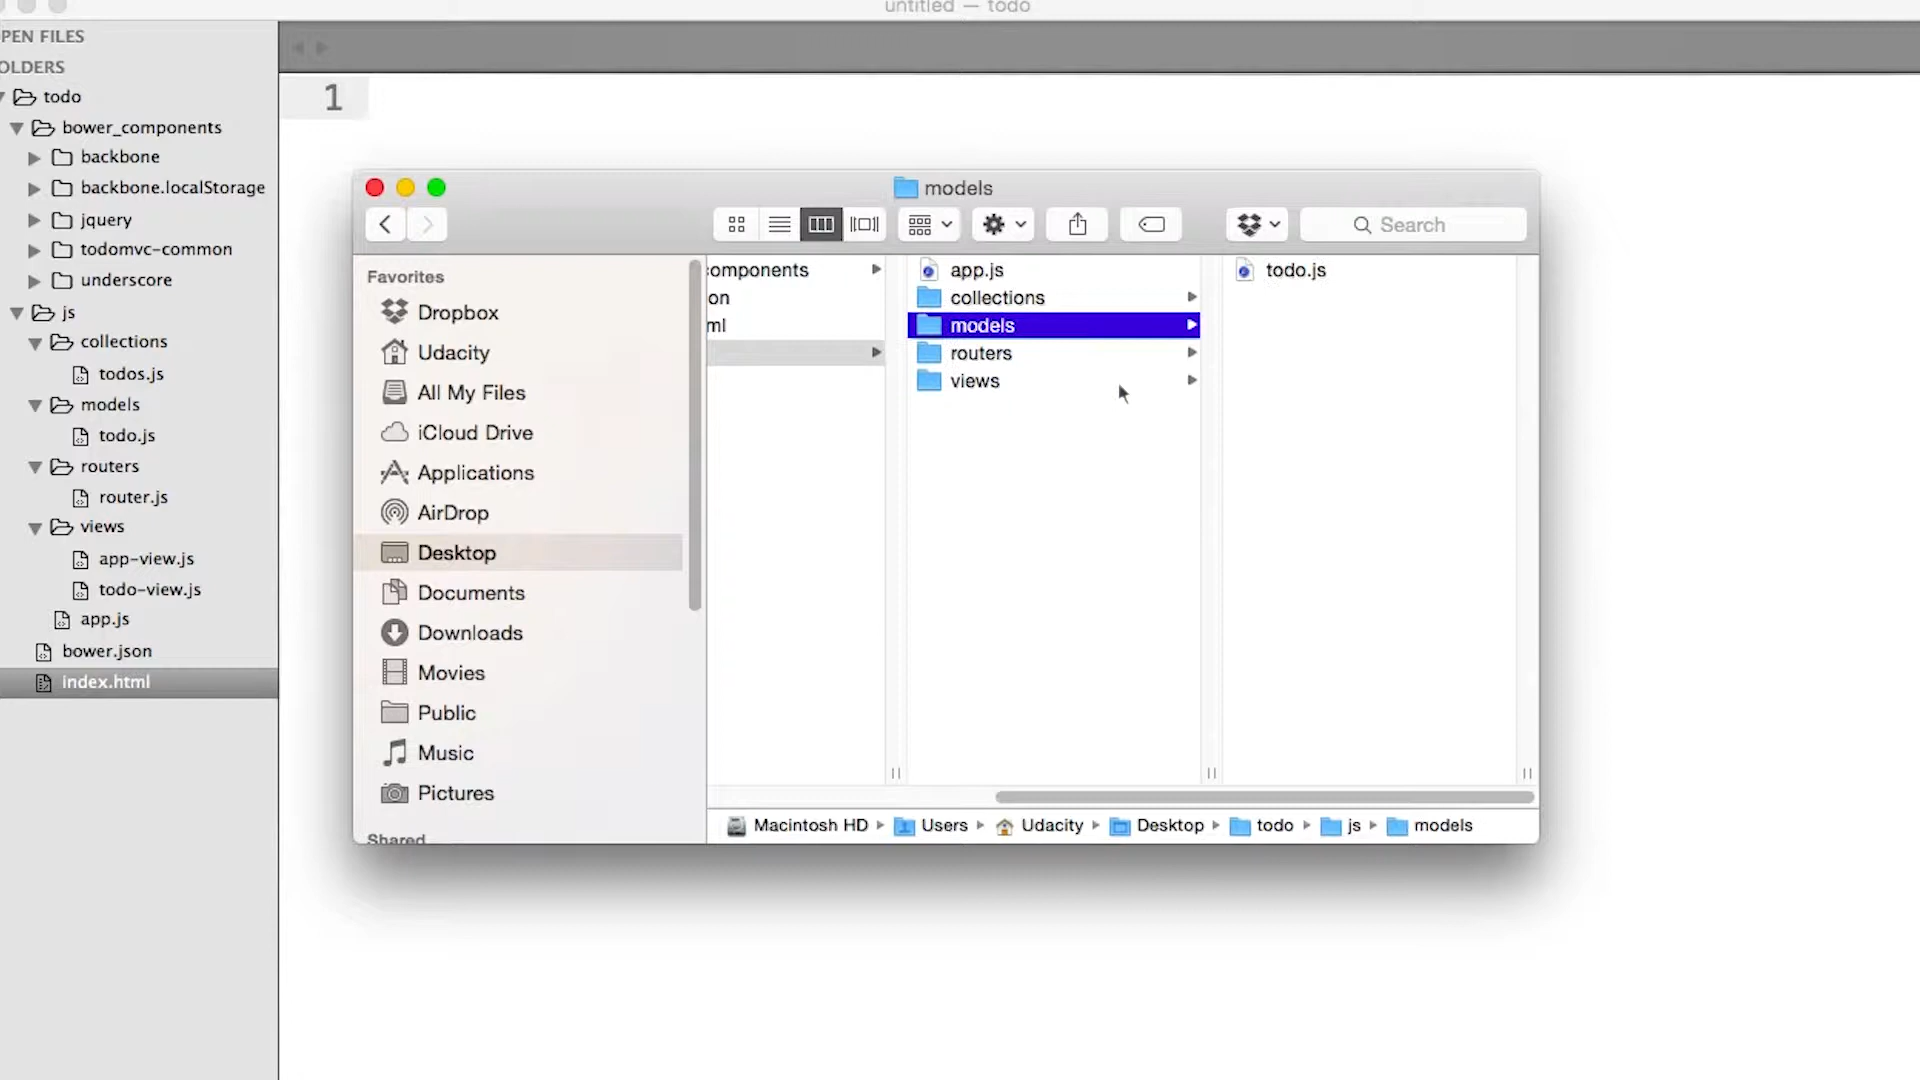 untitled — todo
PEN FILES
OLDERS
todo
bower_components
backbone
backbone.localStorage
jquery
todomvc-common
underscore
js
collections
todos.js
models
todo.js
routers
router.js
views
app-view.js
todo-view.js
app.js
bower.json
index.html
1
models
Search
Favorites
Dropbox
Udacity
All My Files
iCloud Drive
Applications
AirDrop
Desktop
Documents
Downloads
Movies
Public
Music
Pictures
Shared
omponents
on
ml
app.js
collections
models
routers
views
todo.js
Macintosh HD Users Udacity Desktop todo js models